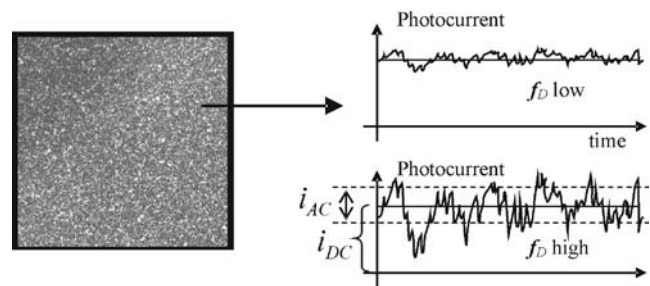 Photocurrent
f_D low
time
Photocurrent
i_AC
i_DC
f_D high